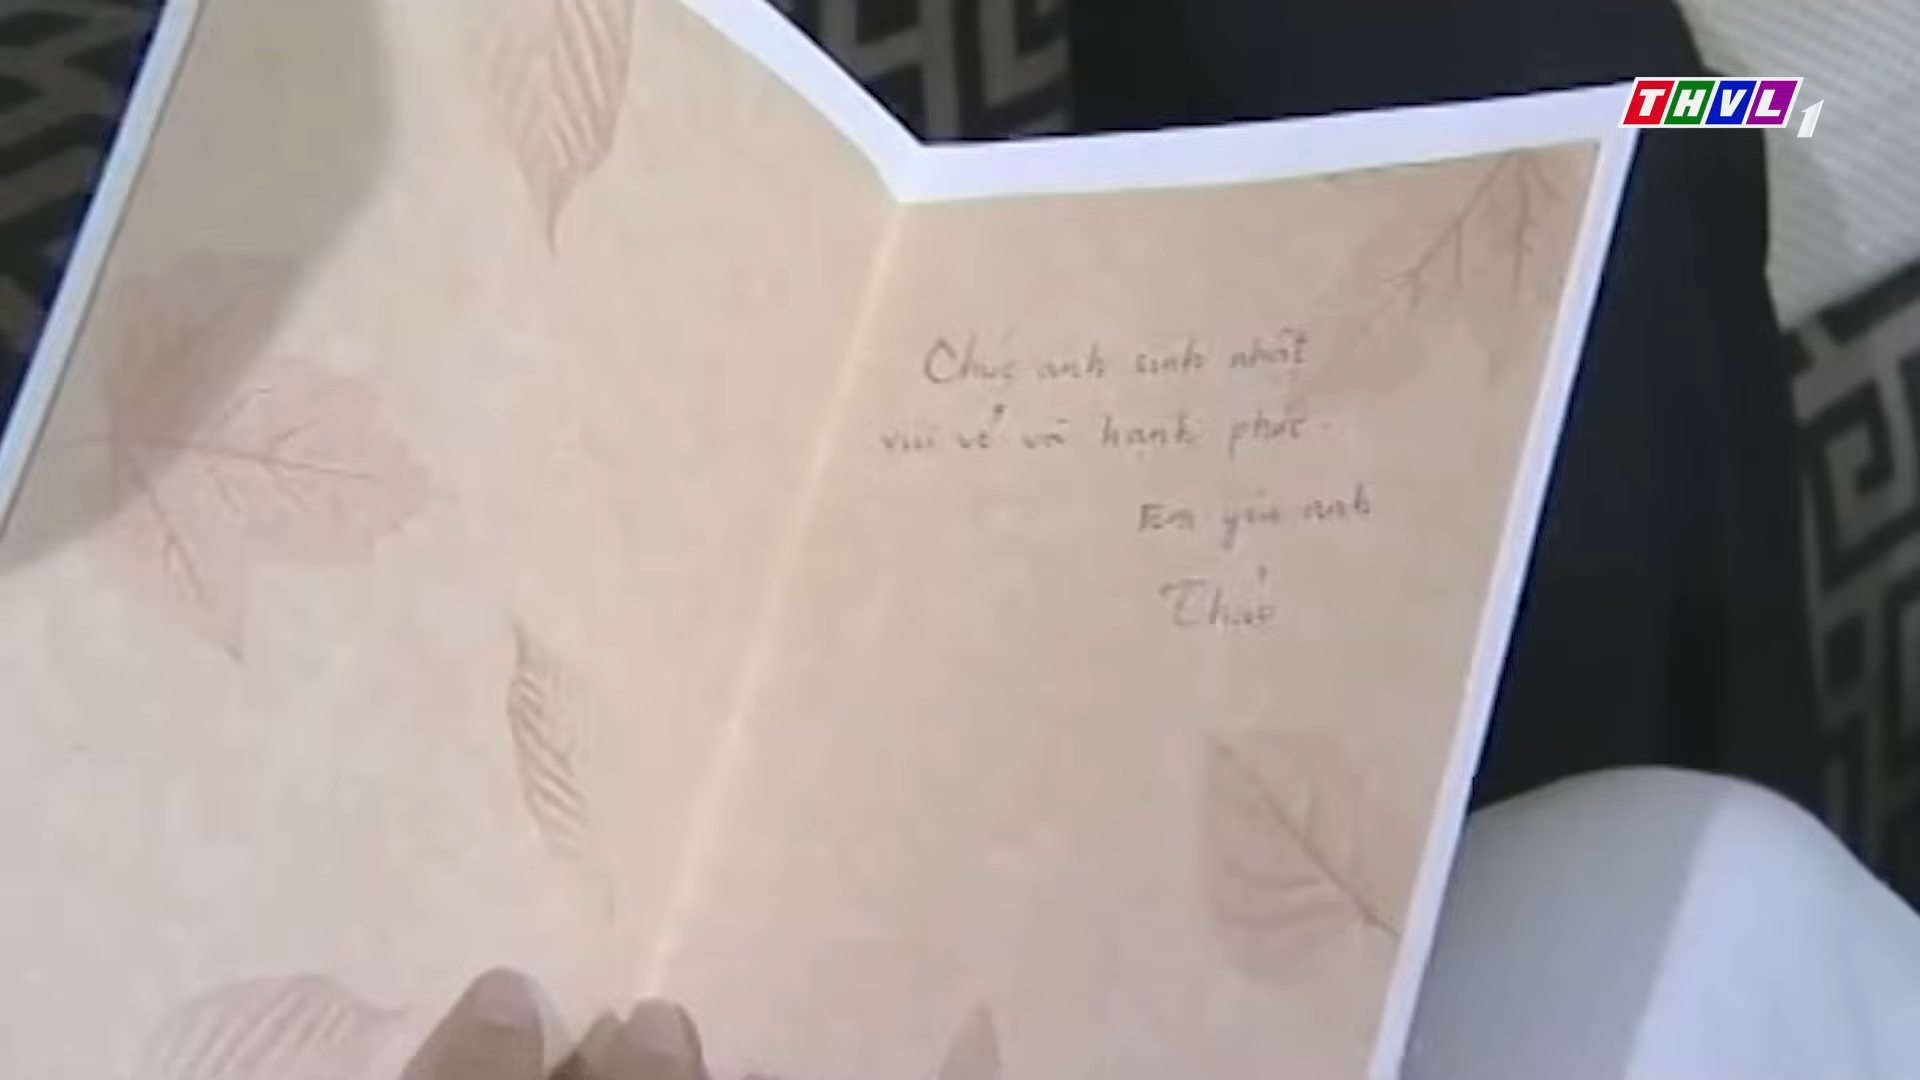 THVL1
Chúc anh sinh nhật
vui vẻ và hạnh phúc.
Em yêu anh
Thảo